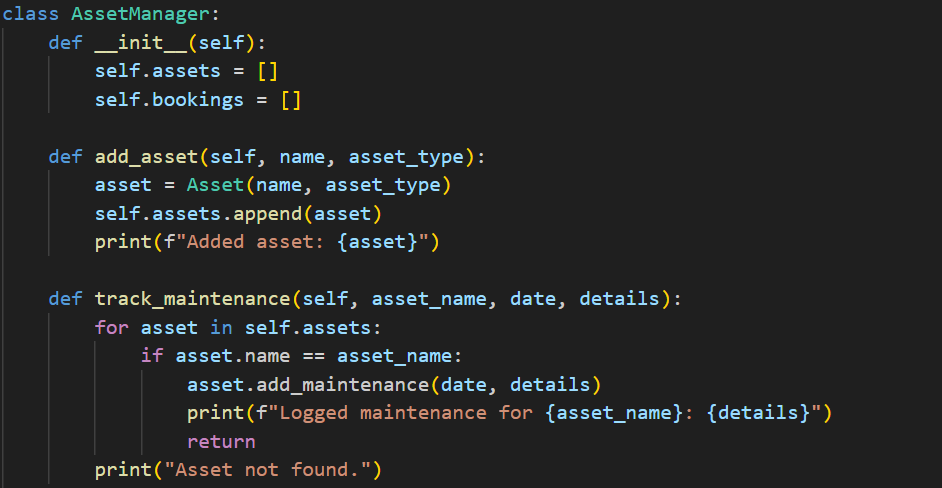 class AssetManager:
    def __init__(self):
        self.assets = []
        self.bookings = []

    def add_asset(self, name, asset_type):
        asset = Asset(name, asset_type)
        self.assets.append(asset)
        print(f"Added asset: {asset}")

    def track_maintenance(self, asset_name, date, details):
        for asset in self.assets:
            if asset.name == asset_name:
                asset.add_maintenance(date, details)
                print(f"Logged maintenance for {asset_name}: {details}")
                return
        print("Asset not found.")